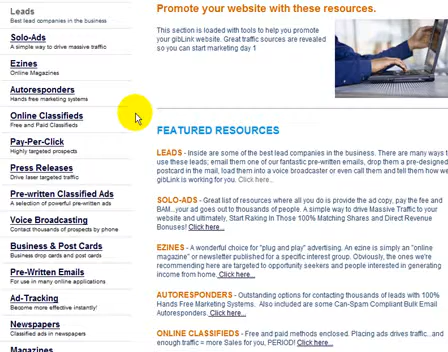 Leads
Best lead companies in the business
Solo-Ads
A simple way to drive massive traffic
Ezines
Online Magazines
Autoresponders
Hands free marketing systems
Online Classifieds
Free and Paid Classifieds
Pay-Per-Click
Highly targeted prospects
Press Releases
Drive laser targeted traffic
Pre-written Classified Ads
A selection of powerful pre-written ads
Voice Broadcasting
Contact thousands of prospects by phone
Business & Post Cards
Business drop cards and post cards
Pre-Written Emails
For use in many online applications
Ad-Tracking
Become more effective instantly!
Newspapers
Classified ads in newspapers
Magazines
Promote your website with these resources.
This section is loaded with tools to help you promote
your gibLink website. Great traffic sources are revealed
so you can start marketing day 1
FEATURED RESOURCES
LEADS - Inside are some of the best lead companies in the business. There are many ways t
use these leads; email them one of our fantastic pre-written emails, drop them a pre-designed
postcard in the mail, load them into a voice broadcast or even call and tell them how we
gibLink is working for you. Click here...
SOLO-ADS - Great list of resources where all you do is provide the ad copy, pay the fee and
BAM...your ad goes out to thousands of people. A simple way to drive Massive Traffic to your
website and ultimately, Start Raking In Those 100% Matching Shares and Direct Revenue
Bonuses! Click here...
EZINES - A wonderful choice for "plug and play" advertising. An ezine is simply an "online
magazine" or newsletter published for a specific interest group. Obviously, the ones we're
recommending here are targeted to opportunity seekers and people interested in generating
income from home. Click here...
AUTORESPONDERS - Outstanding options for contacting thousands of leads with 100%
Hands Free Marketing Systems. Also included are some Can-Spam Compliant Bulk Email
Autoresponders. Click here...
ONLINE CLASSIFIEDS - Free and paid methods enclosed. Placing ads drives traffic...and
enough traffic = more Sales for you, PERIOD! Click here...